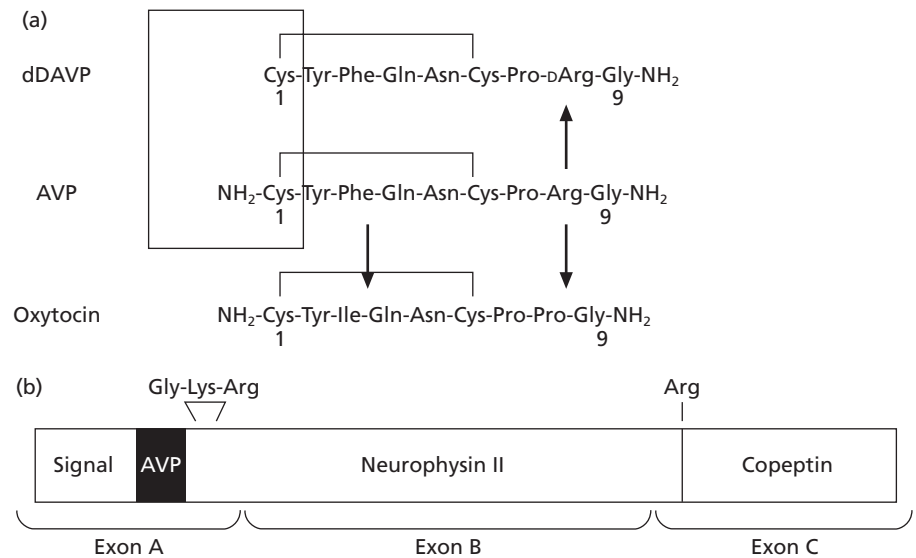 (a)
dDAVP
Cys-Tyr-Phe-Gln-Asn-Cys-Pro-DArg-Gly-NH₂
1 9
AVP
NH₂-Cys-Tyr-Phe-Gln-Asn-Cys-Pro-Arg-Gly-NH₂
1 9
Oxytocin
NH₂-Cys-Tyr-Ile-Gln-Asn-Cys-Pro-Pro-Gly-NH₂
1 9
(b)
Gly-Lys-Arg Arg
Signal AVP Neurophysin II Copeptin
Exon A Exon B Exon C